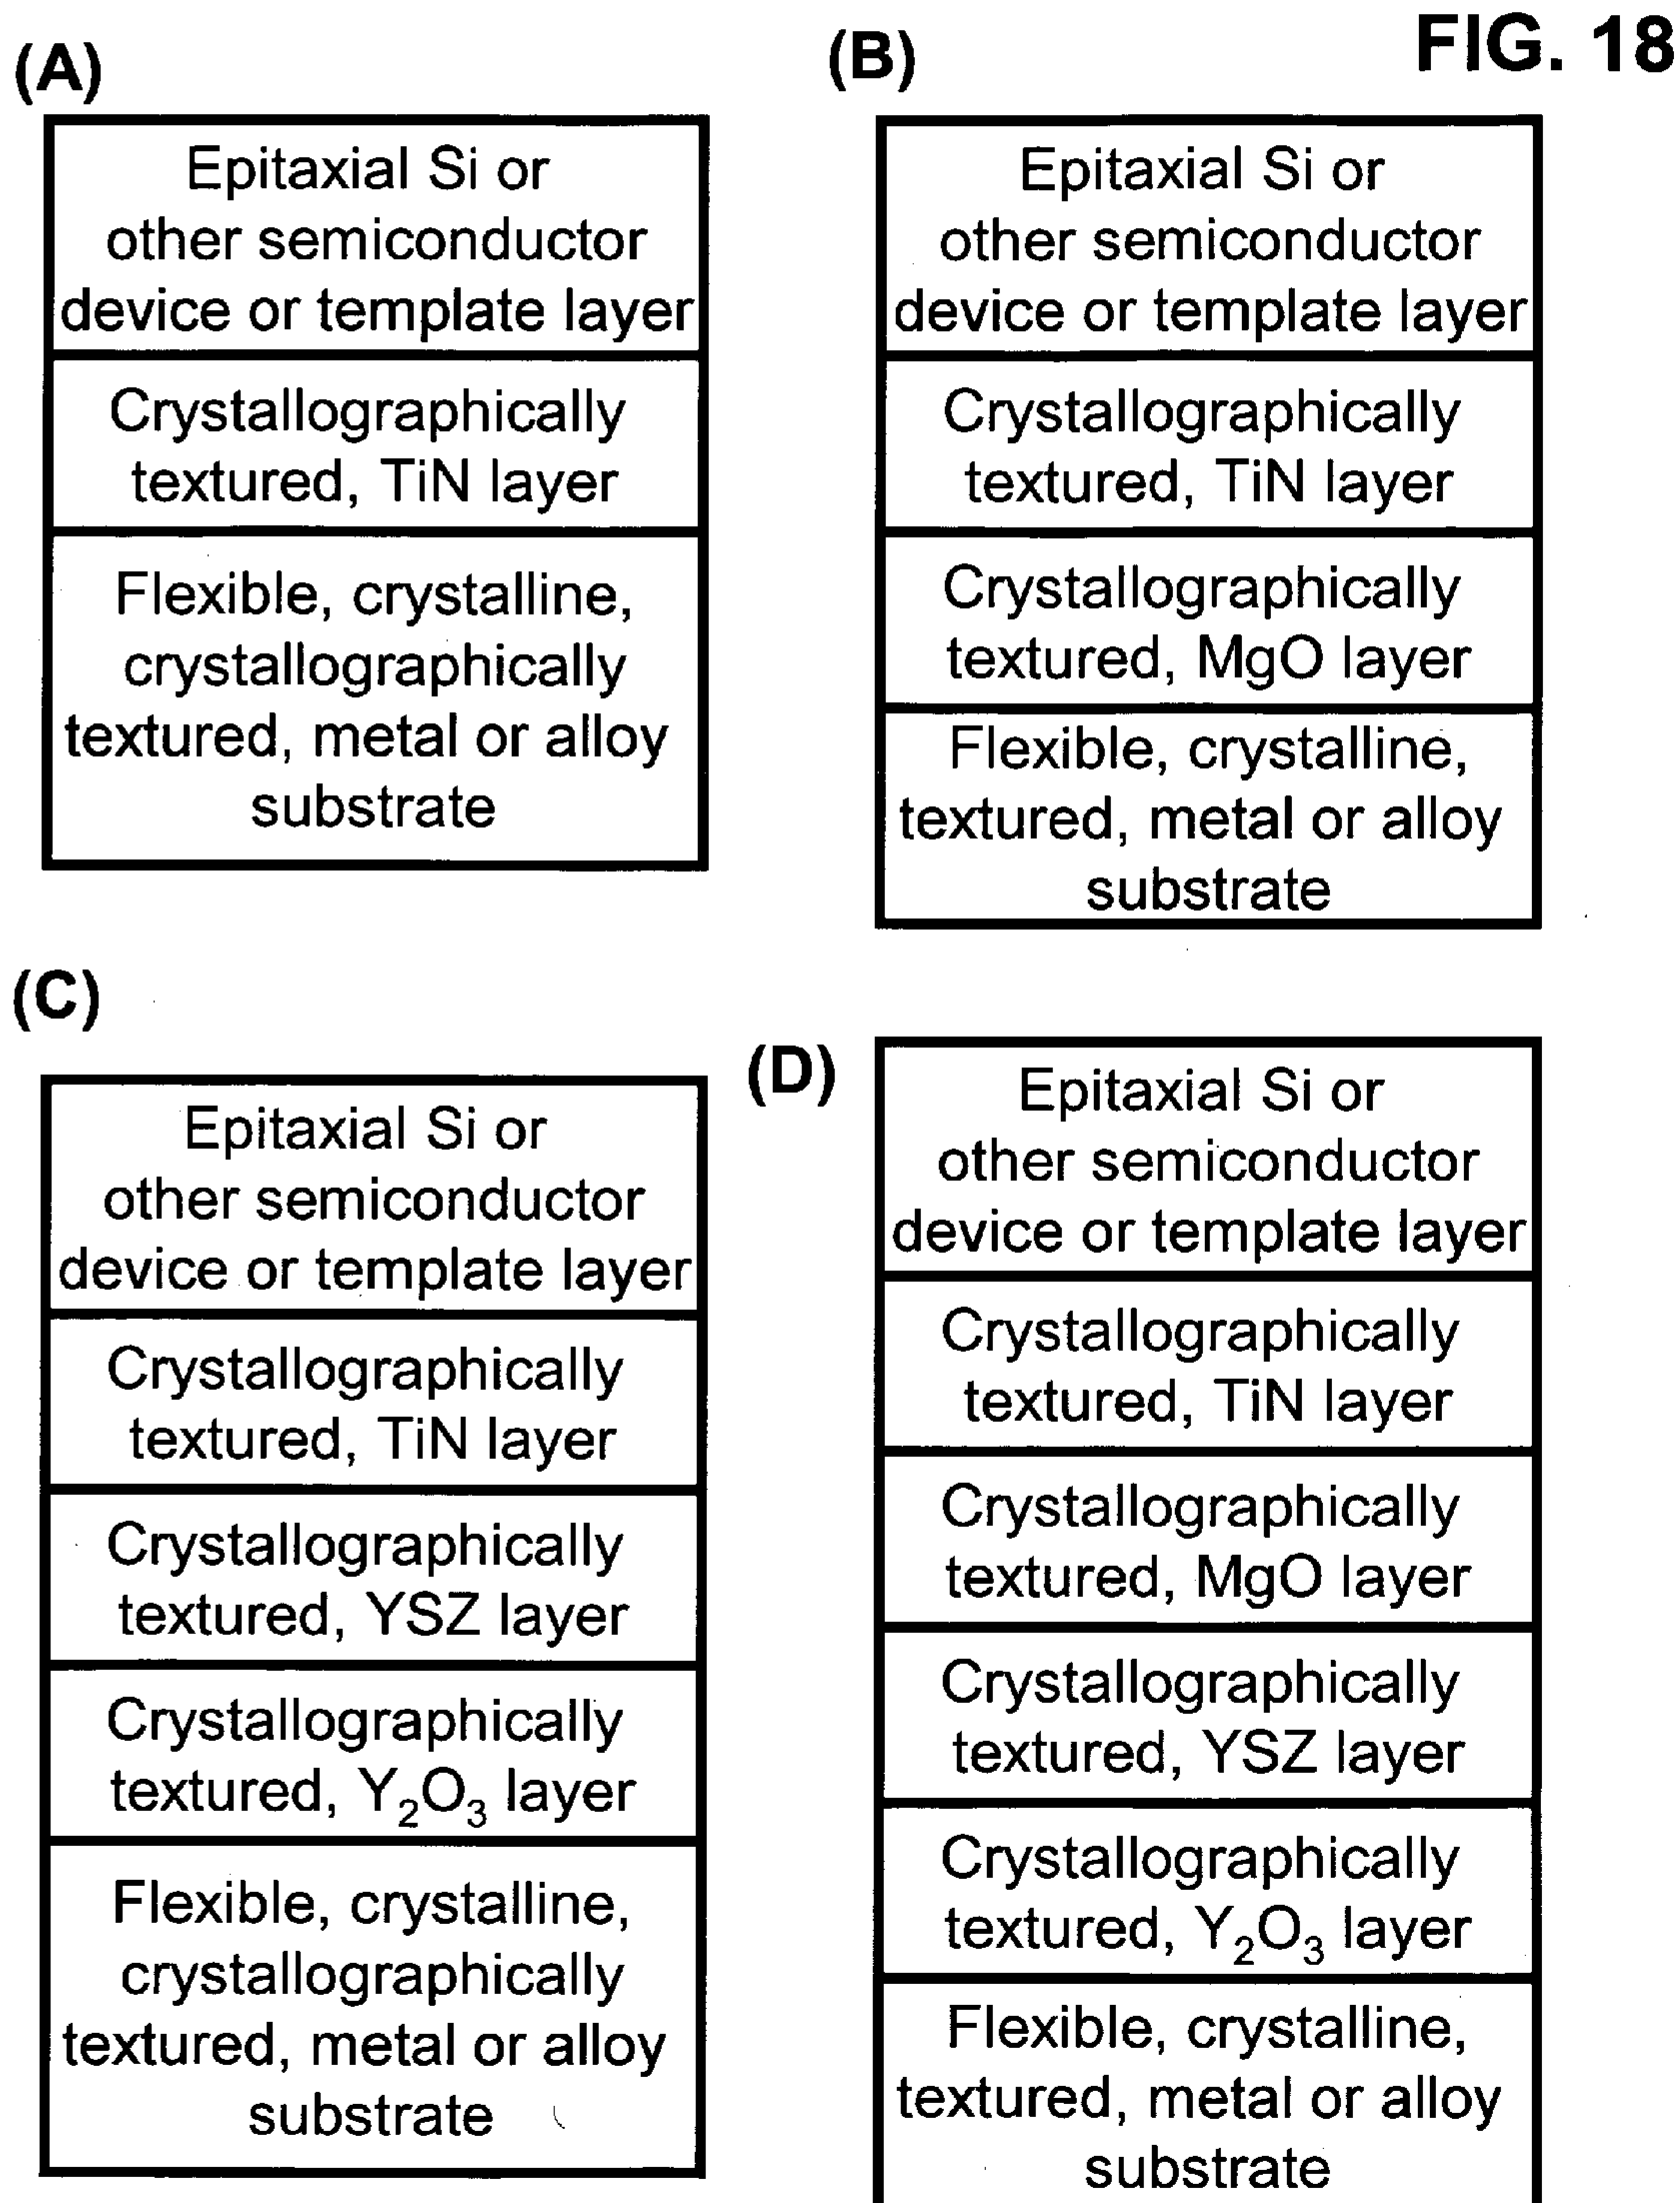 FIG. 18
(A)
Epitaxial Si or
other semiconductor
device or template layer
Crystallographically
textured, TiN layer
Flexible, crystalline,
crystallographically
textured, metal or alloy
substrate
(B)
Epitaxial Si or
other semiconductor
device or template layer
Crystallographically
textured, TiN layer
Crystallographically
textured, MgO layer
Flexible, crystalline,
textured, metal or alloy
substrate
(C)
Epitaxial Si or
other semiconductor
device or template layer
Crystallographically
textured, TiN layer
Crystallographically
textured, YSZ layer
Crystallographically
textured, Y₂O₃ layer
Flexible, crystalline,
crystallographically
textured, metal or alloy
substrate
(D)
Epitaxial Si or
other semiconductor
device or template layer
Crystallographically
textured, TiN layer
Crystallographically
textured, MgO layer
Crystallographically
textured, YSZ layer
Crystallographically
textured, Y₂O₃ layer
Flexible, crystalline,
textured, metal or alloy
substrate